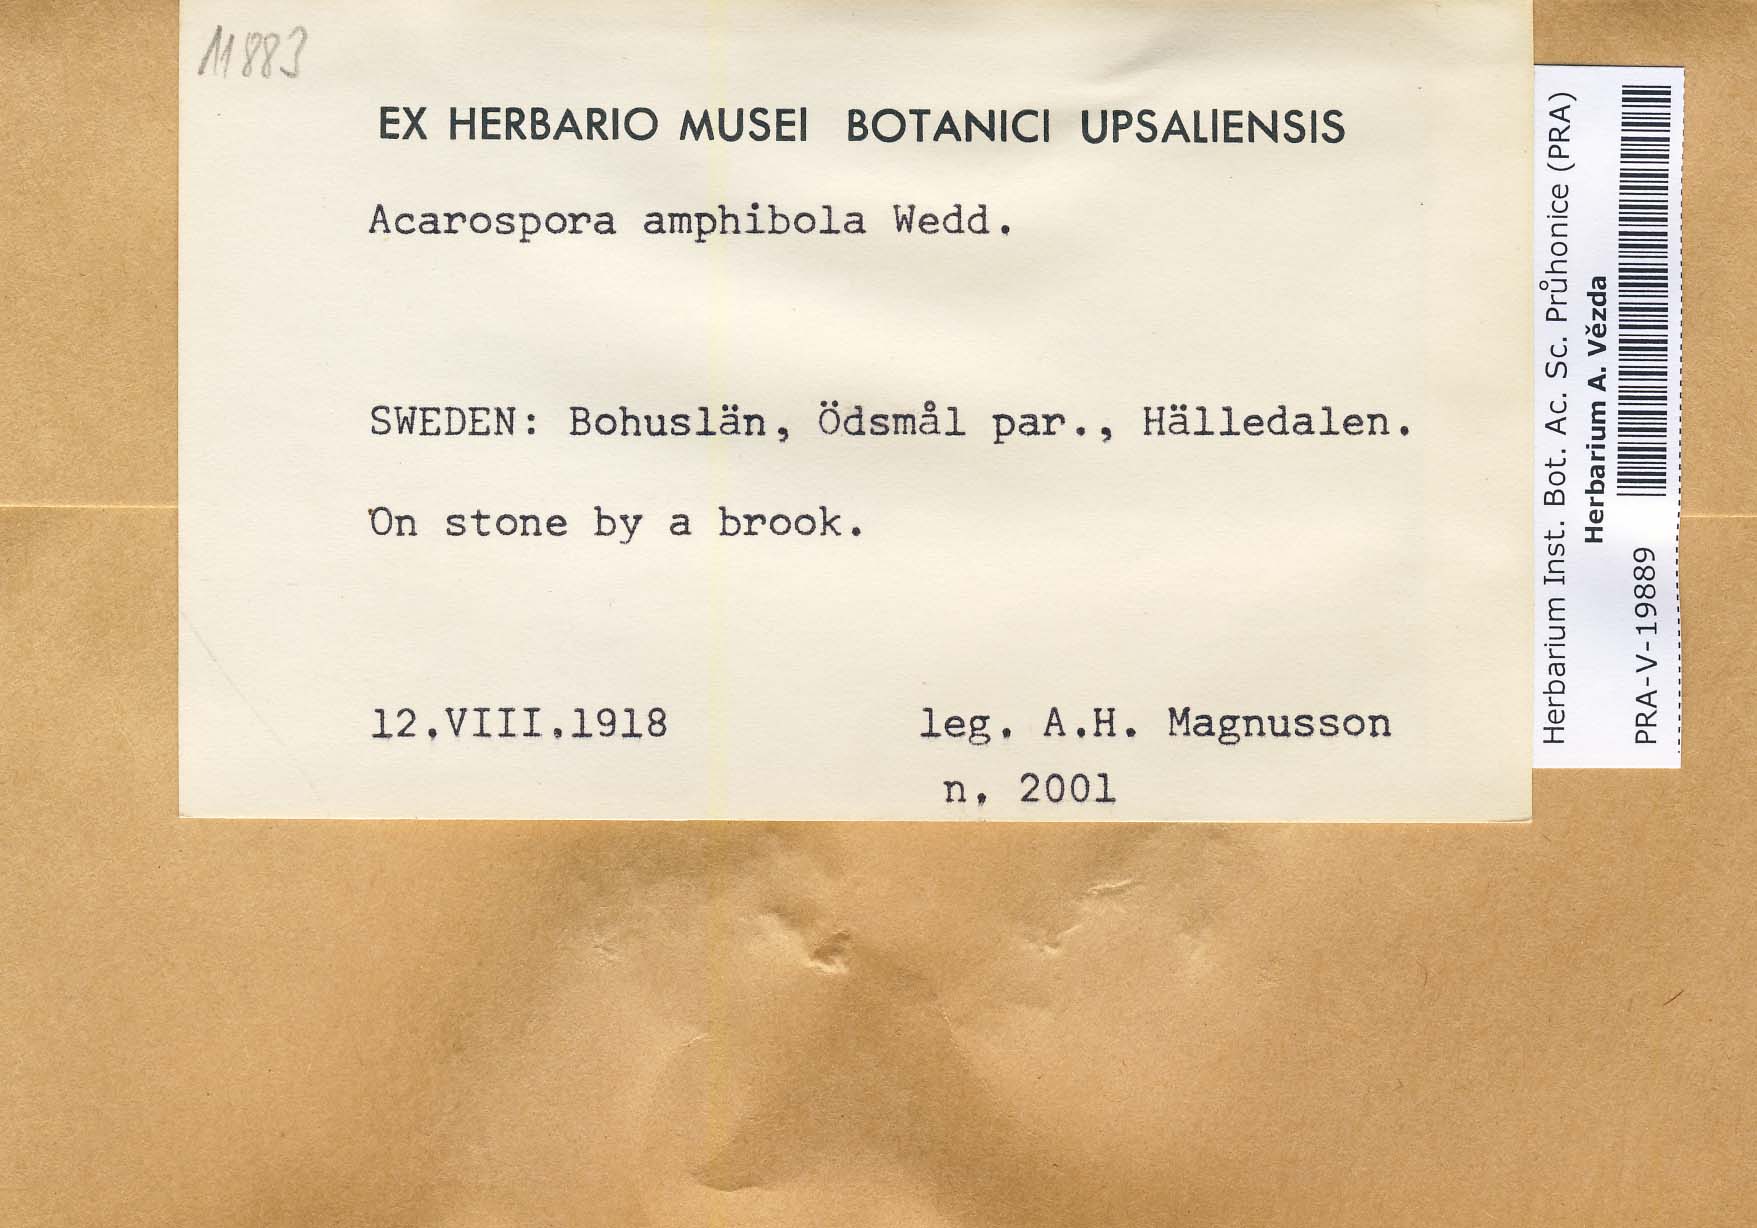 11883
EX HERBARIO MUSEI BOTANICI UPSALIENSIS
Acarospora amphibola Wedd.
SWEDEN: Bohuslän, Ödsmål par., Hälledalen.
On stone by a brook.
12.VIII.1918 leg. A.H. Magnusson
n. 2001
Herbarium Inst. Bot. Ac. Sc. Průhonice (PRA)
Herbarium A. Vězda
PRA-V-19889